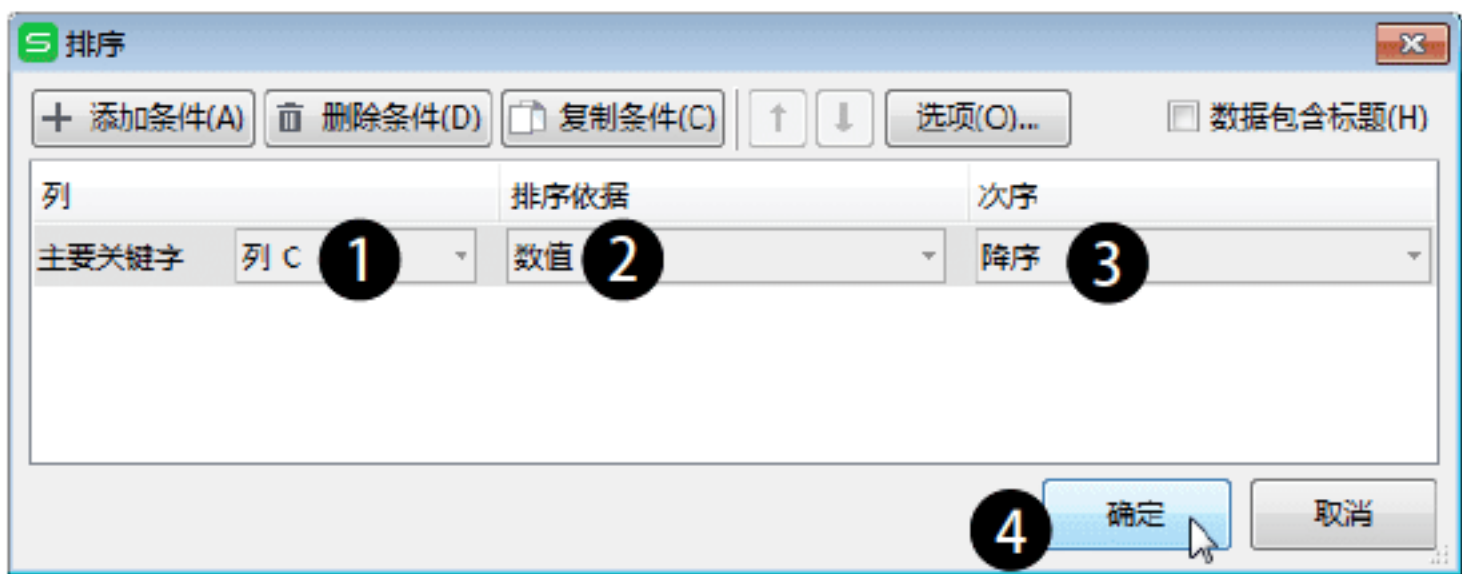 排序
添加条件(A) 删除条件(D) 复制条件(C) 选项(O)... 数据包含标题(H)
列 排序依据 次序
主要关键字 列 C 1 数值 2 降序 3
4 确定 取消